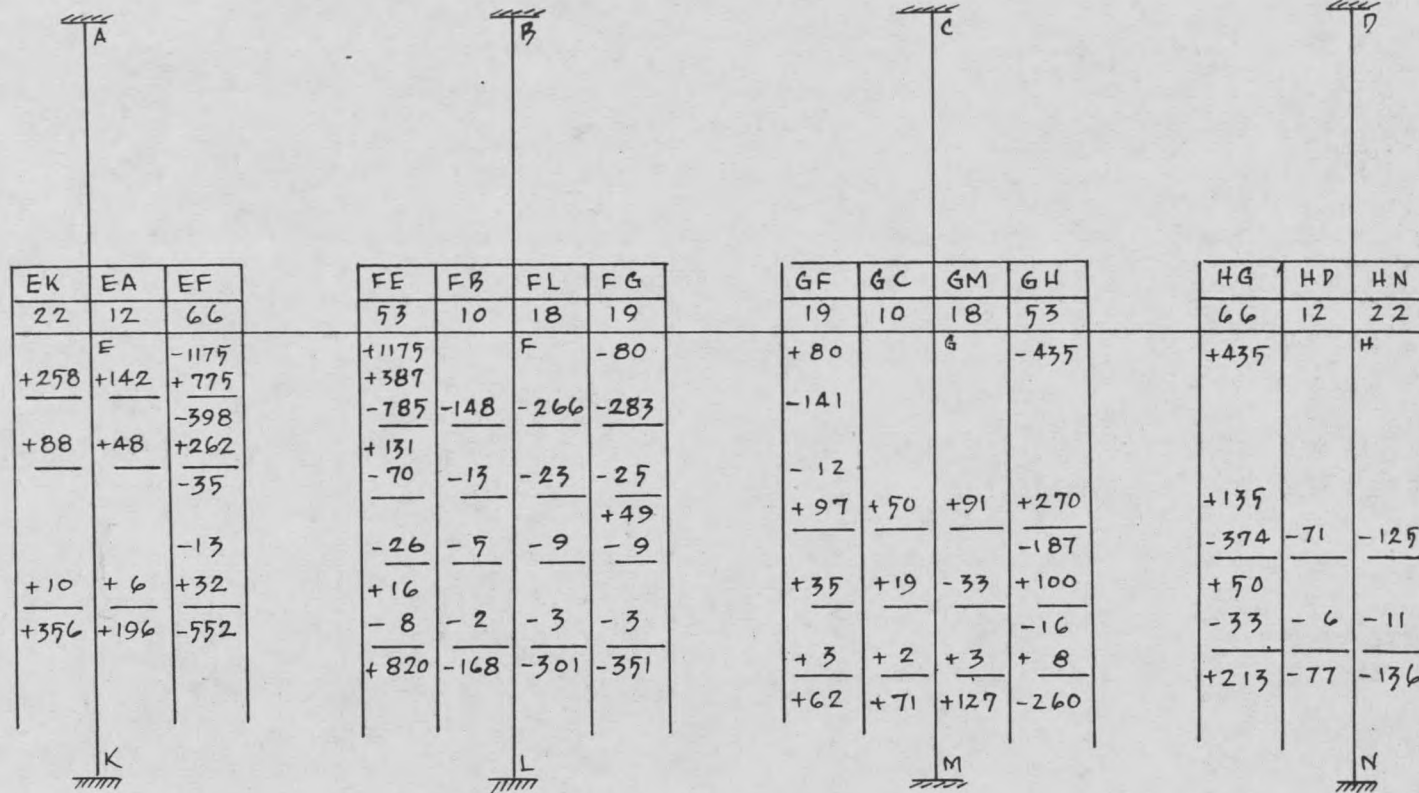 A B C D
EK EA EF FE FB FL FG GF GC GM GH HG HD HN
22 12 66 53 10 18 19 19 10 18 53 66 12 22
E -1175 +1175 F -80 +80 G -435 +435 H
+258 +142 +775 +387
-398 -785 -148 -266 -283 -141
+88 +48 +262 +131
-35 -70 -13 -23 -25 -12
+49 +97 +50 +91 +270 +135
-13 -26 -5 -9 -9 -187 -374 -71 -125
+10 +6 +32 +16 +35 +19 -33 +100 +50
+356 +196 -552 -8 -2 -3 -3 -16 -33 -6 -11
+820 -168 -301 -351 +3 +2 +3 +8 +213 -77 -136
+62 +71 +127 -260
K L M N